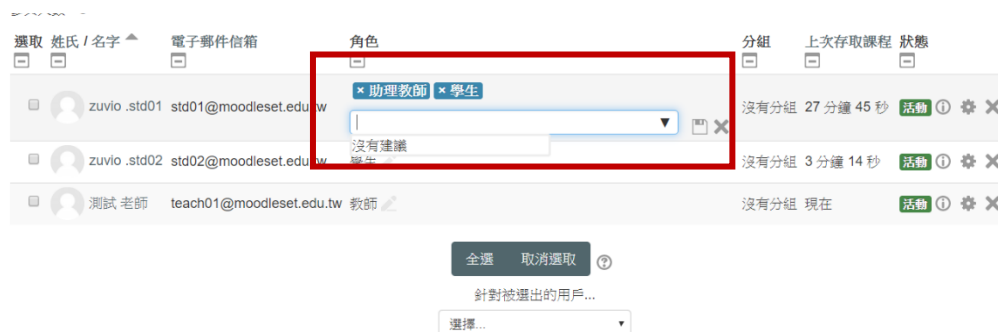 選取 姓氏 / 名字 電子郵件信箱 角色 分組 上次存取課程 狀態
× 助理教師 × 學生
zuvio .std01 std01@moodleset.edu.tw 沒有分組 27 分鐘 45 秒 活動
沒有建議
zuvio .std02 std02@moodleset.edu.tw 學生 沒有分組 3 分鐘 14 秒 活動
測試 老師 teach01@moodleset.edu.tw 教師 沒有分組 現在 活動
全選 取消選取
針對被選出的用戶...
選擇...